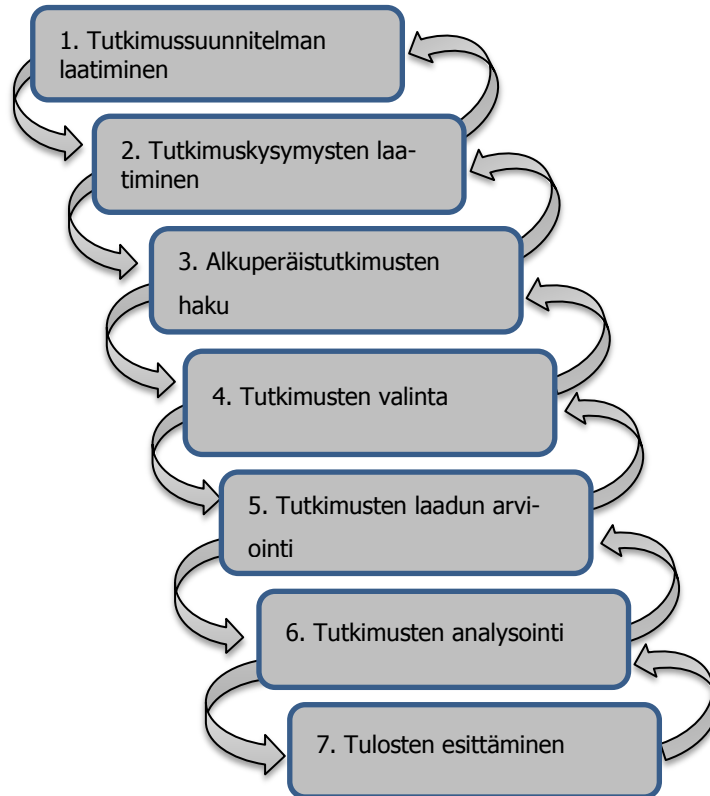 1. Tutkimussuunnitelman
laatiminen
2. Tutkimuskysymysten laa-
timinen
3. Alkuperäistutkimusten
haku
4. Tutkimusten valinta
5. Tutkimusten laadun arvi-
ointi
6. Tutkimusten analysointi
7. Tulosten esittäminen